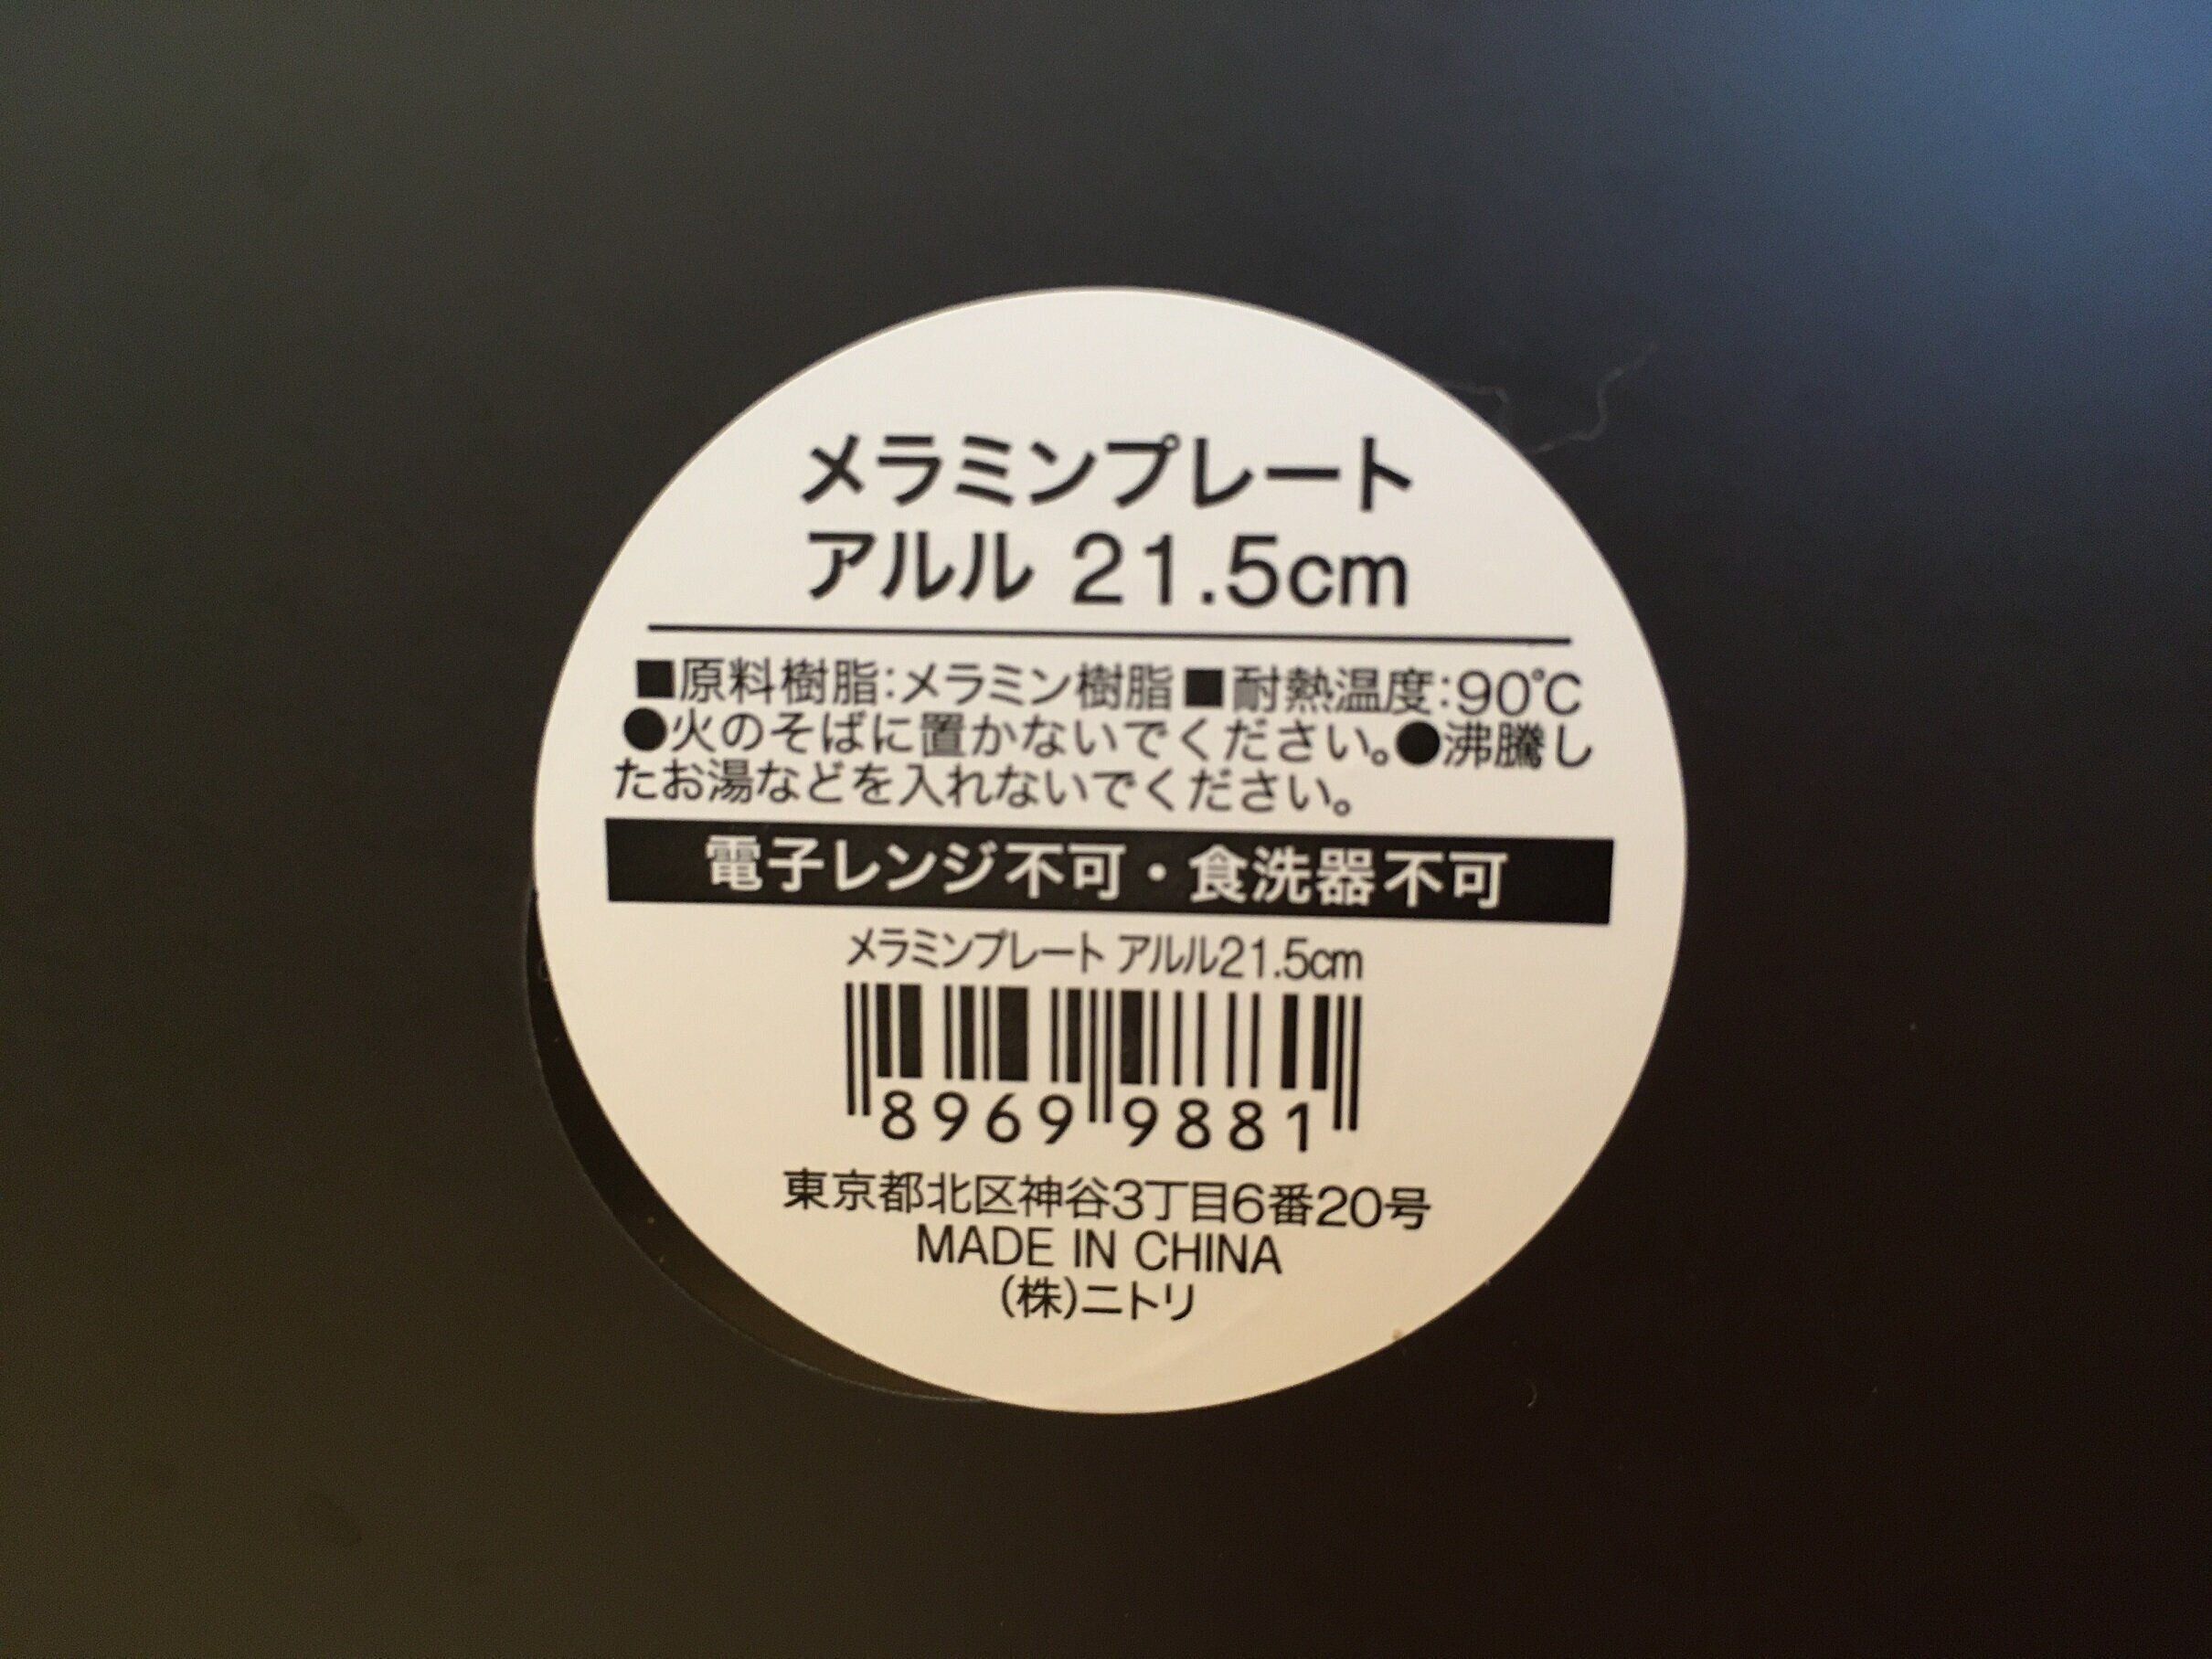 メラミンプレート
アルル 21.5cm
■原料樹脂:メラミン樹脂■耐熱温度:90℃
●火のそばに置かないでください。●沸騰し
たお湯などを入れないでください。
電子レンジ不可・食洗器不可
メラミンプレート アルル21.5cm
8969 9881
東京都北区神谷3丁目6番20号
MADE IN CHINA
(株)ニトリ